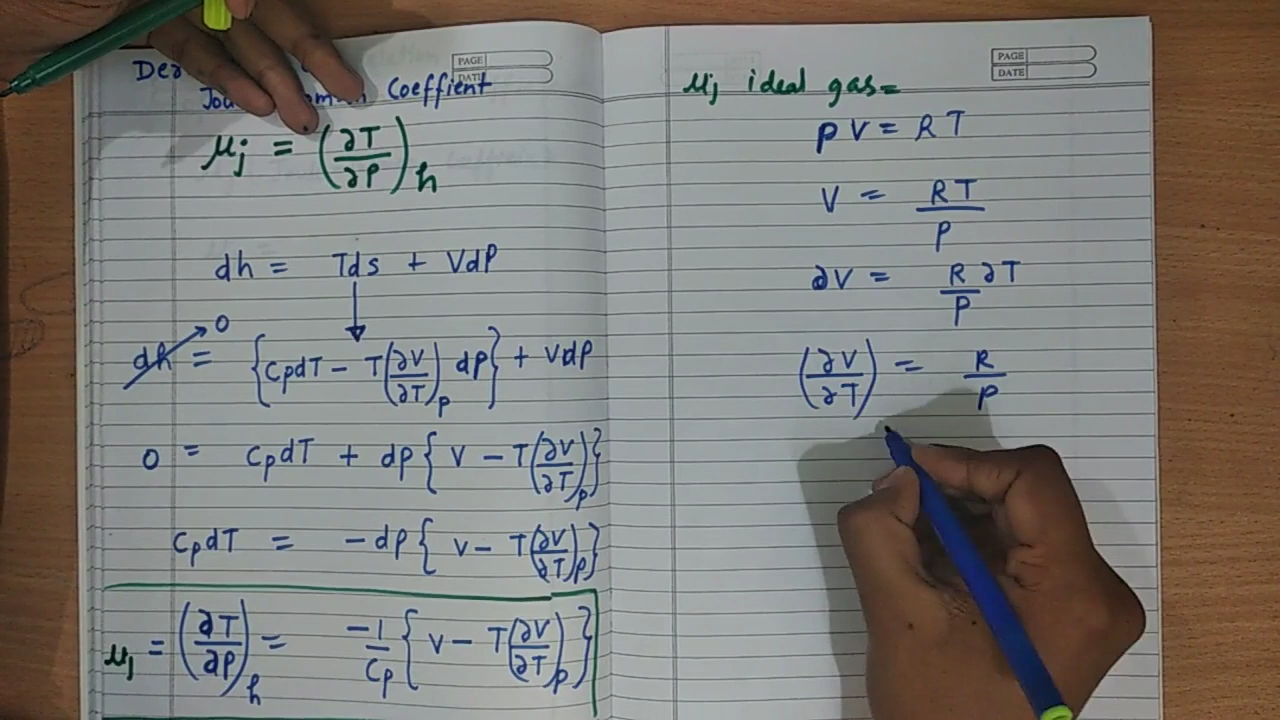 PAGE
DATE
Coeffient
μj = (∂T/∂P)h
dh = Tds + VdP
dh → 0 = {CpdT - T(∂V/∂T)p dp} + Vdp
0 = CpdT + dp{V - T(∂V/∂T)p}
CpdT = -dp{V - T(∂V/∂T)p}
μj = (∂T/∂P)h = -1/Cp {V - T(∂V/∂T)p}
PAGE
DATE
μj ideal gas=
PV = RT
V = RT/P
∂V = R/P ∂T
(∂V/∂T) = R/P